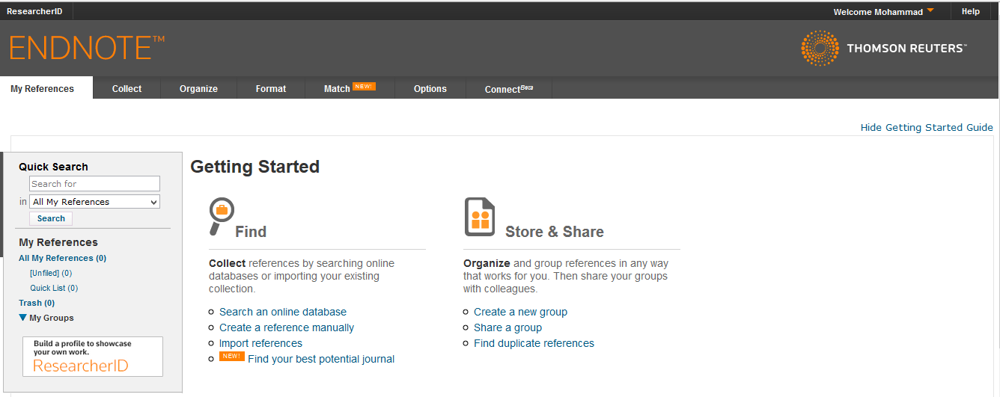 ResearcherID
Welcome Mohammad
Help
ENDNOTE™
THOMSON REUTERS™
My References
Collect
Organize
Format
Match NEW!
Options
Connect Beta
Hide Getting Started Guide
Quick Search
Search for
in All My References
Search
My References
All My References (0)
[Unfiled] (0)
Quick List (0)
Trash (0)
My Groups
Build a profile to showcase
your own work.
ResearcherID
Getting Started
Find
Collect references by searching online
databases or importing your existing
collection.
Search an online database
Create a reference manually
Import references
NEW! Find your best potential journal
Store & Share
Organize and group references in any way
that works for you. Then share your groups
with colleagues.
Create a new group
Share a group
Find duplicate references